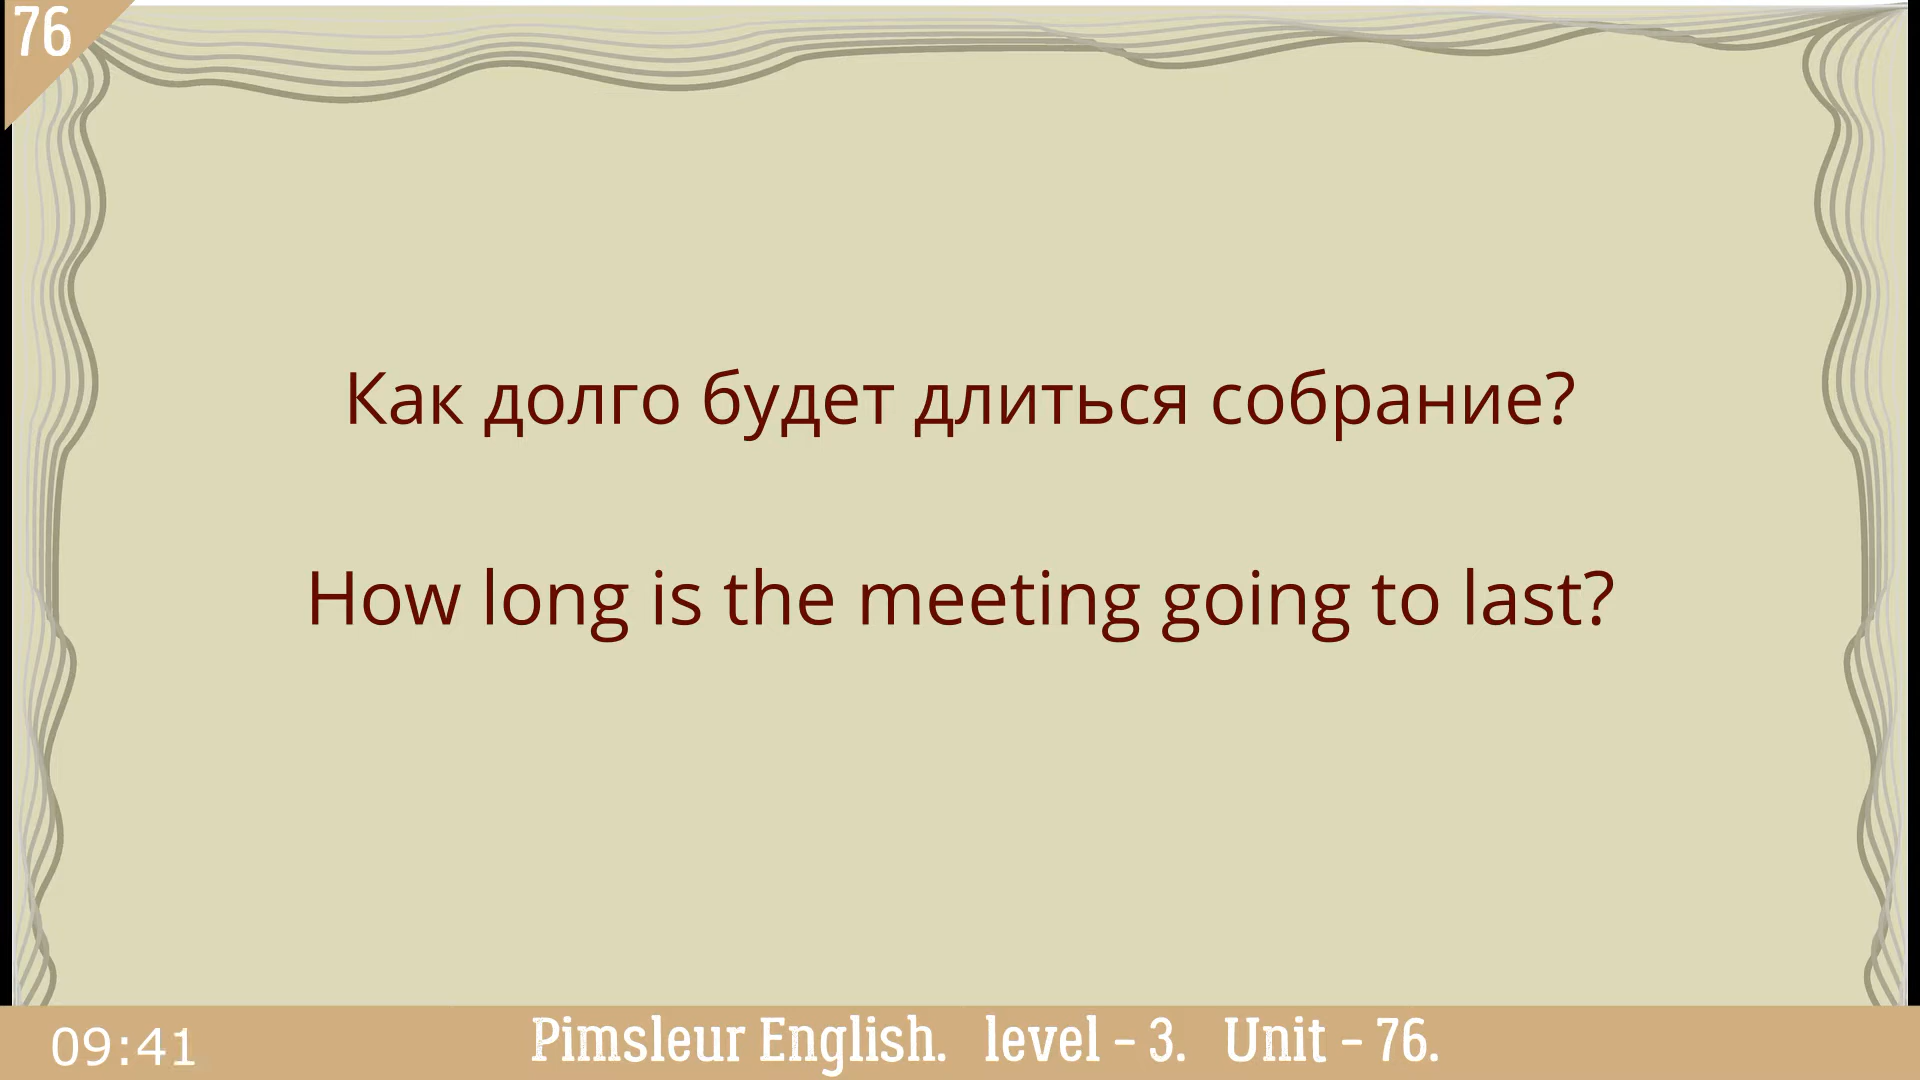 76
Как долго будет длиться собрание?
How long is the meeting going to last?
09:41
Pimsleur English. level - 3. Unit - 76.